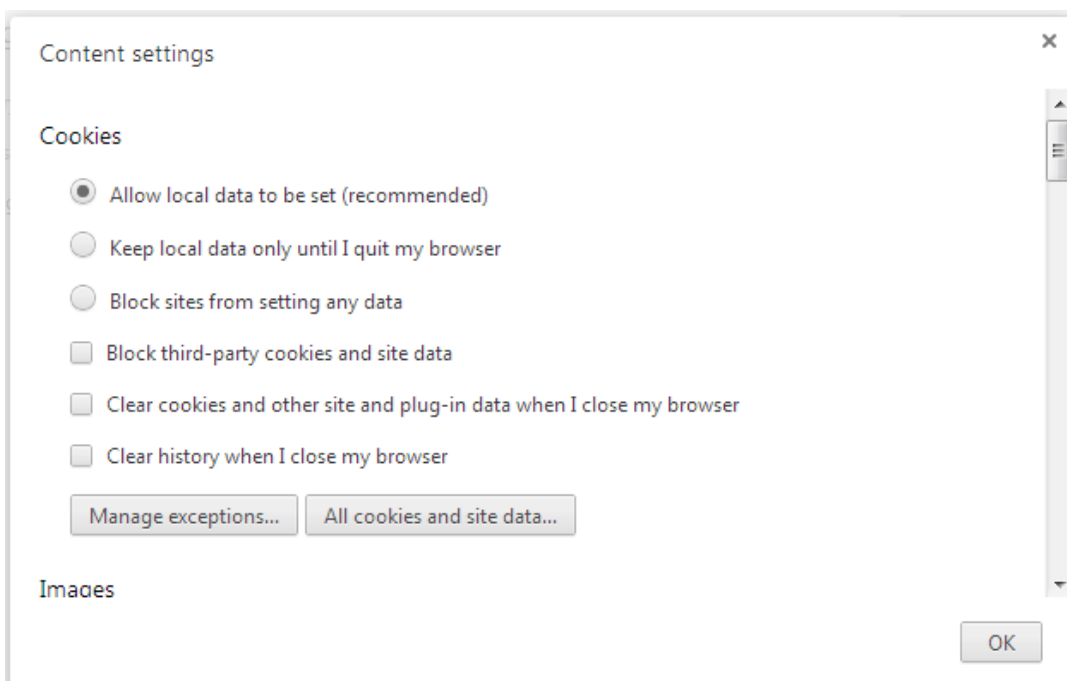 Content settings
Cookies
Allow local data to be set (recommended)
Keep local data only until I quit my browser
Block sites from setting any data
Block third-party cookies and site data
Clear cookies and other site and plug-in data when I close my browser
Clear history when I close my browser
Manage exceptions... All cookies and site data...
Images
OK